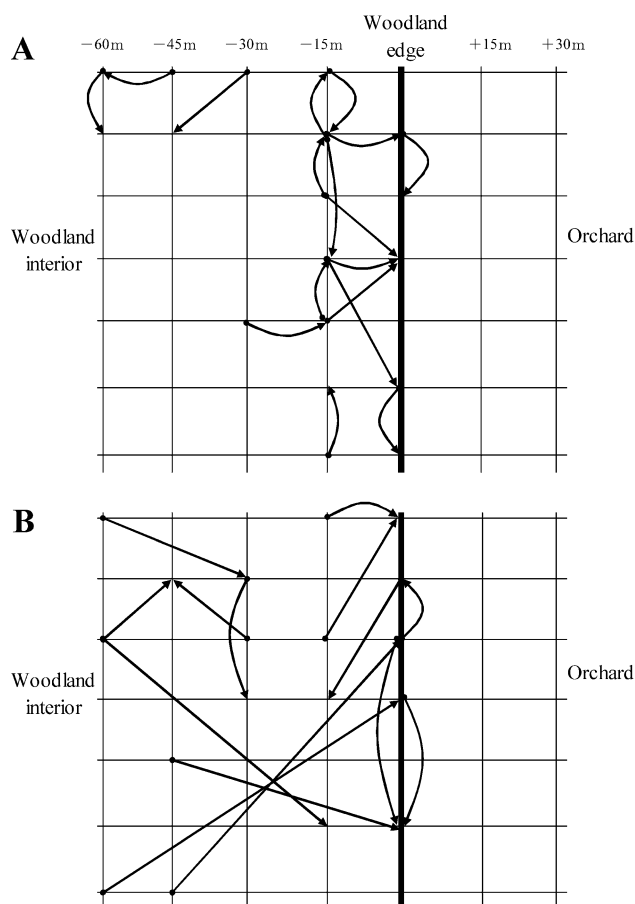 Woodland
A −60m −45m −30m −15m edge +15m +30m
Woodland
interior
Orchard
B
Woodland
interior
Orchard